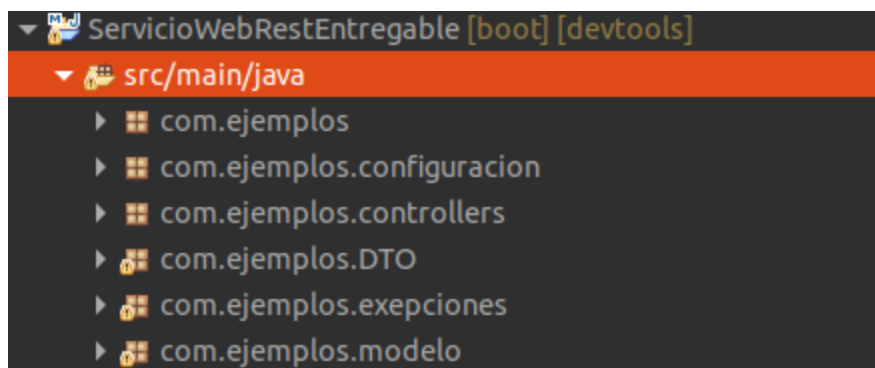 ServicioWebRestEntregable [boot] [devtools]
src/main/java
com.ejemplos
com.ejemplos.configuracion
com.ejemplos.controllers
com.ejemplos.DTO
com.ejemplos.exepciones
com.ejemplos.modelo